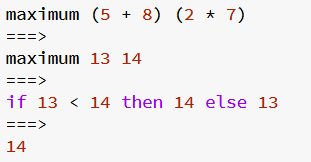 maximum (5 + 8) (2 * 7)
===>
maximum 13 14
===>
if 13 < 14 then 14 else 13
===>
14